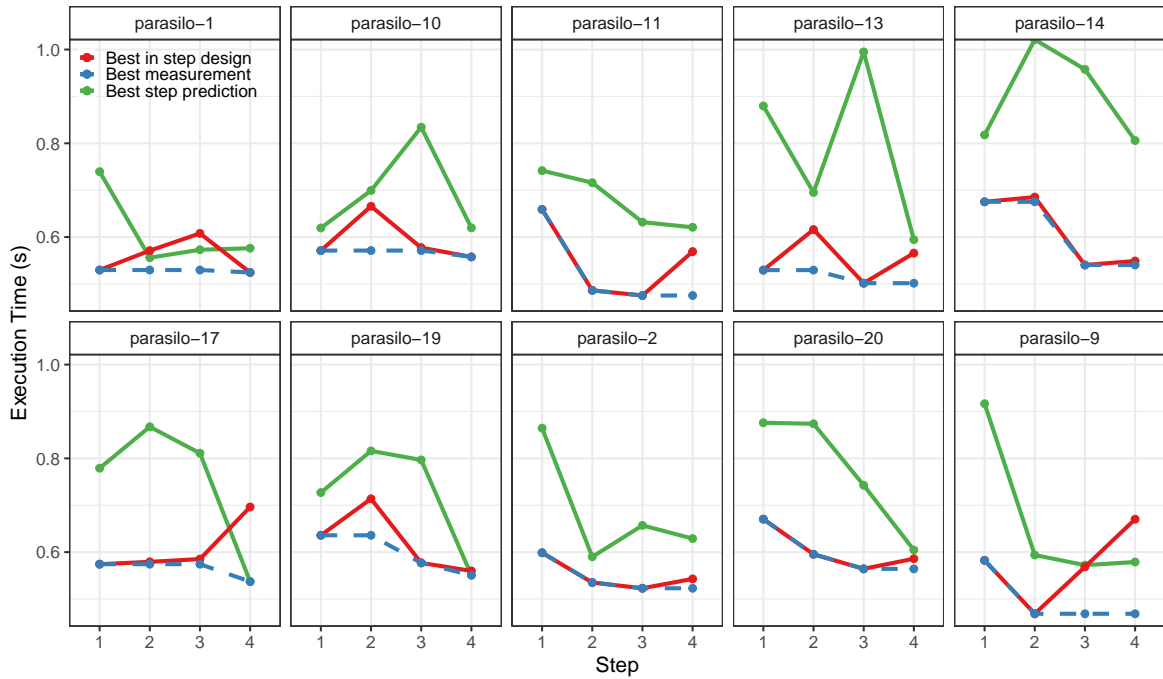 parasilo−1 parasilo−10 parasilo−11 parasilo−13 parasilo−14
1.0
0.8
0.6
Best in step design
Best measurement
Best step prediction
parasilo−17 parasilo−19 parasilo−2 parasilo−20 parasilo−9
1.0
0.8
0.6
1 2 3 4 1 2 3 4 1 2 3 4 1 2 3 4 1 2 3 4
Step
Execution Time (s)